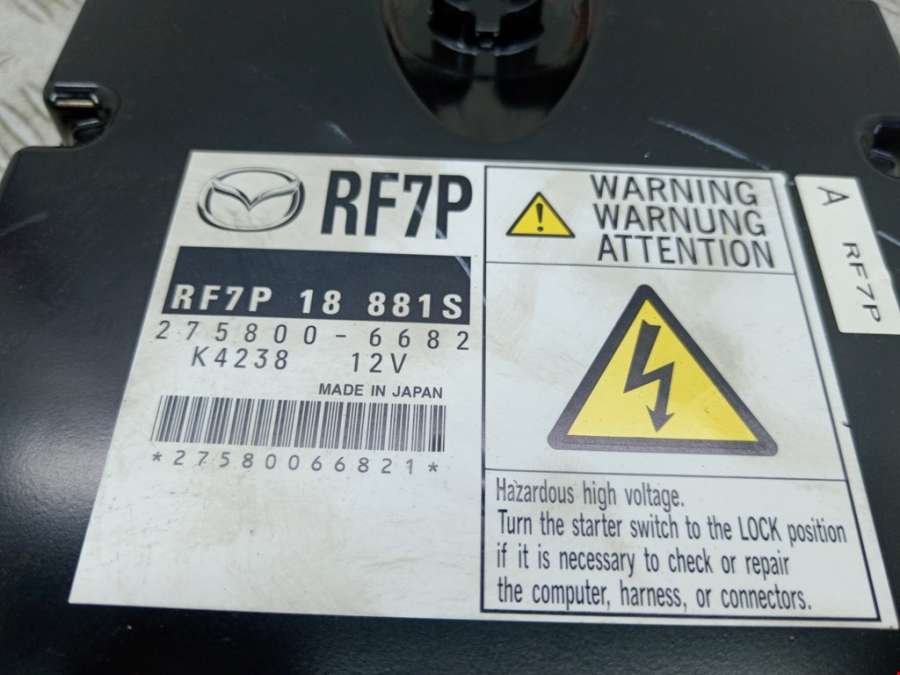 RF7P
RF7P 18 881S
275800-6682
K4238 12V
MADE IN JAPAN
*27580066821*
WARNING
WARNUNG
ATTENTION
Hazardous high voltage.
Turn the starter switch to the LOCK position
if it is necessary to check or repair
the computer, harness, or connectors.
A RF7P